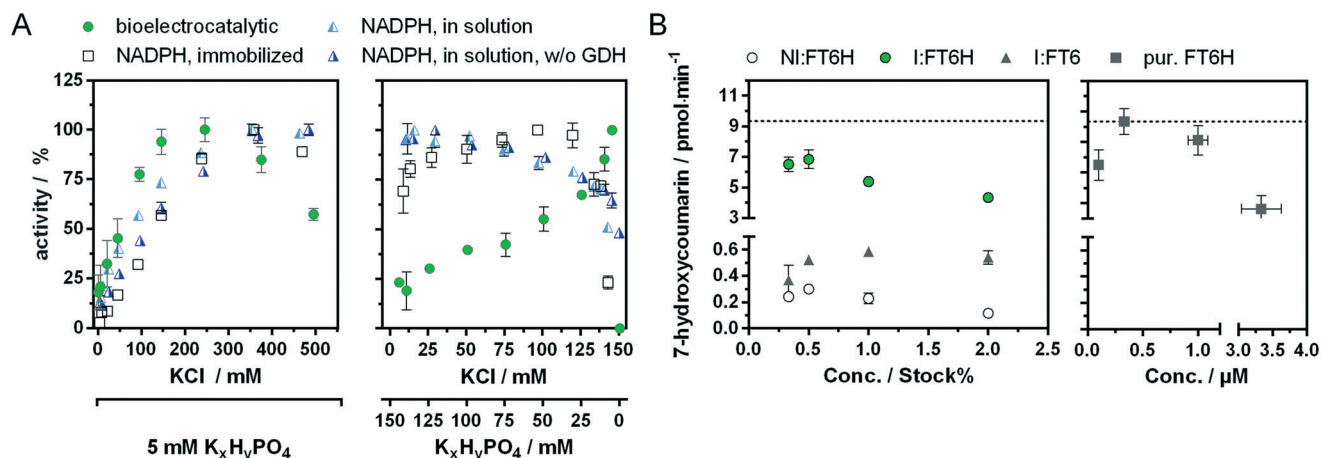 A
bioelectrocatalytic
NADPH, in solution
NADPH, immobilized
NADPH, in solution, w/o GDH
activity / %
125
100
75
50
25
0
0 100 200 300 400 500
KCl / mM
5 mM KxHyPO4
0 25 50 75 100 125 150
KCl / mM
150 125 100 75 50 25 0
KxHyPO4 / mM
B
NI:FT6H
I:FT6H
I:FT6
pur. FT6H
7-hydroxycoumarin / pmol·min-1
11
9
7
5
3
0.6
0.4
0.2
0.0
0.0 0.5 1.0 1.5 2.0 2.5
Conc. / Stock%
0.0 1.0 3.0 3.5 4.0
Conc. / µM